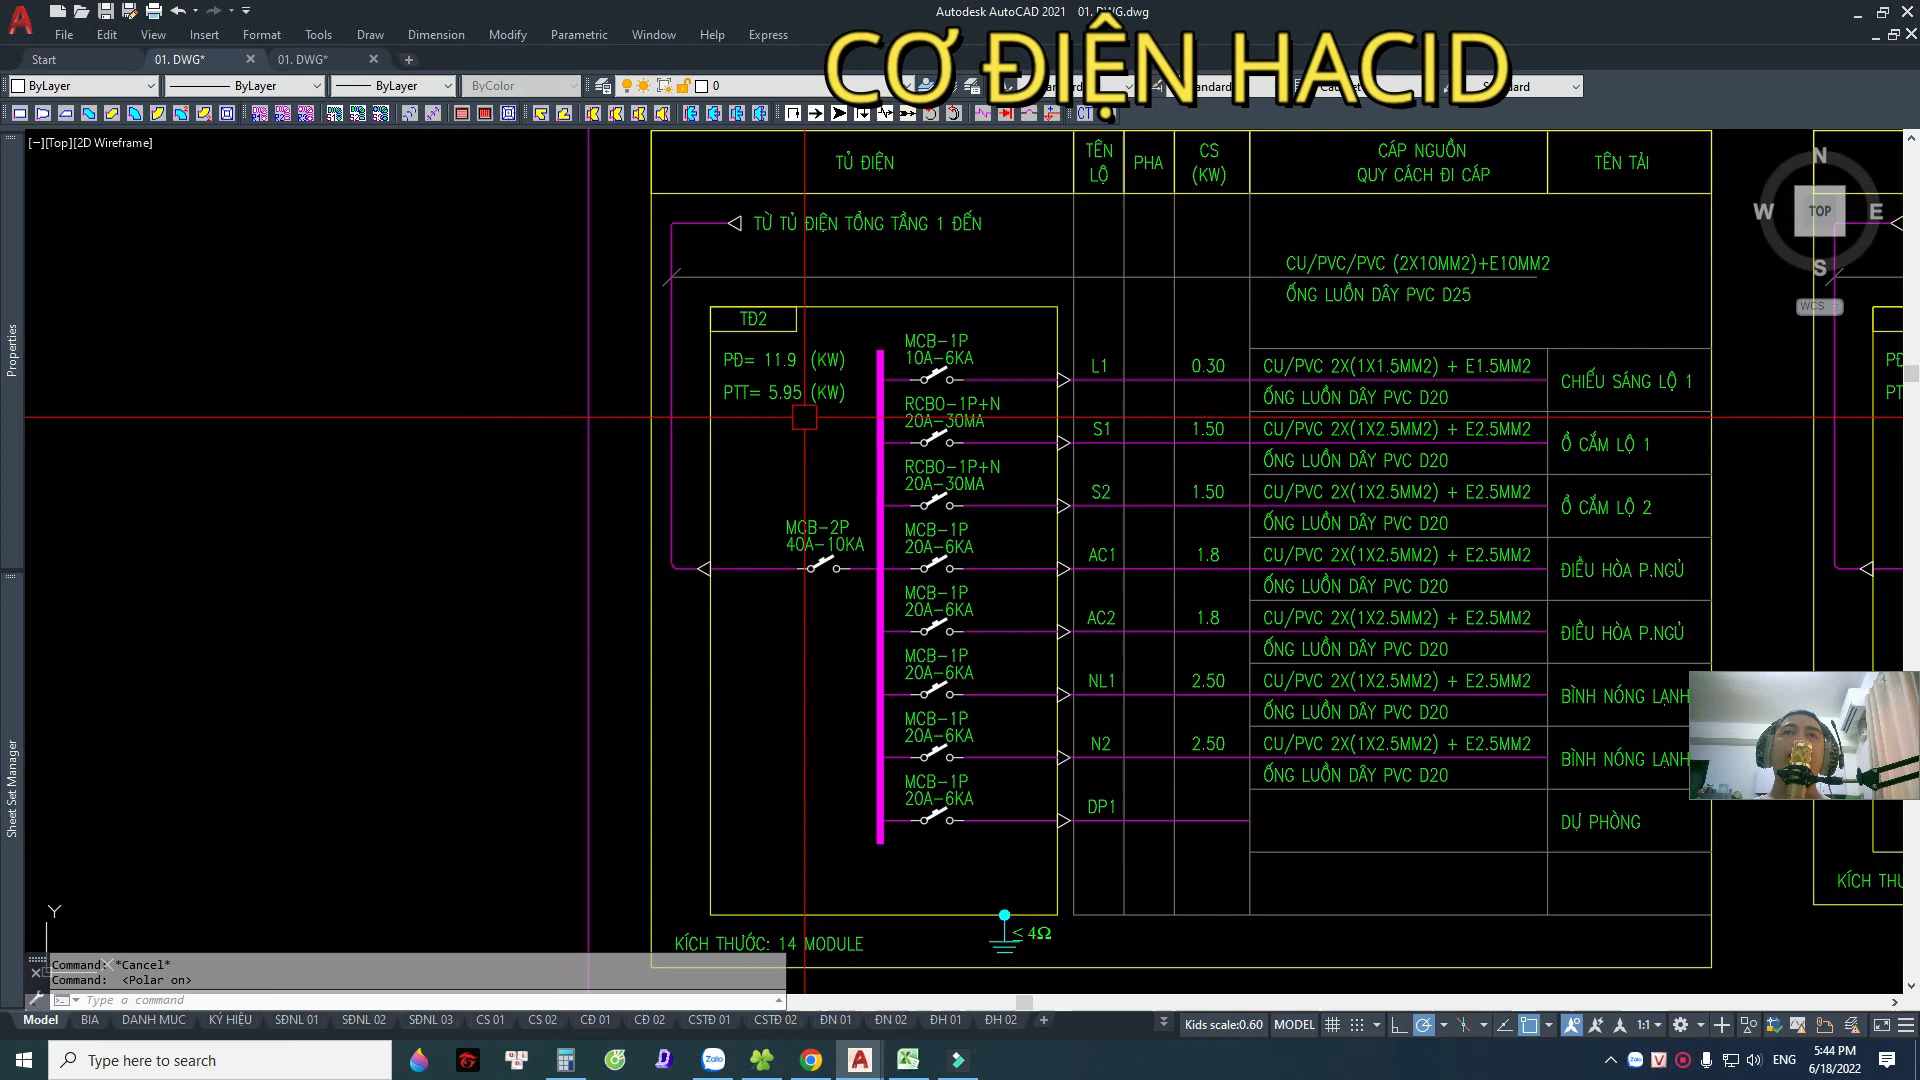 Autodesk AutoCAD 2021 01. DWG.dwg
CƠ ĐIÊN HACID
File Edit View Insert Format Tools Draw Dimension Modify Parametric Window Help Express
Start 01. DWG* 01. DWG*
ByLayer ByLayer ByLayer ByColor 0
[−][Top][2D Wireframe]
TỦ ĐIỆN
TÊN
LỘ
PHA
CS
(KW)
CÁP NGUỒN
QUY CÁCH ĐI CÁP
TÊN TẢI
N
W TOP E
S
WCS
TỪ TỦ ĐIỆN TỔNG TẦNG 1 ĐẾN
CU/PVC/PVC (2X10MM2)+E10MM2
ỐNG LUỒN DÂY PVC D25
TĐ2
PĐ= 11.9 (KW)
PTT= 5.95 (KW)
MCB-2P
40A-10KA
MCB-1P
10A-6KA
L1 0.30 CU/PVC 2X(1X1.5MM2) + E1.5MM2
ỐNG LUỒN DÂY PVC D20
CHIẾU SÁNG LỘ 1
RCBO-1P+N
20A-30MA
S1 1.50 CU/PVC 2X(1X2.5MM2) + E2.5MM2
ỐNG LUỒN DÂY PVC D20
Ổ CẮM LỘ 1
RCBO-1P+N
20A-30MA
S2 1.50 CU/PVC 2X(1X2.5MM2) + E2.5MM2
ỐNG LUỒN DÂY PVC D20
Ổ CẮM LỘ 2
MCB-1P
20A-6KA
AC1 1.8 CU/PVC 2X(1X2.5MM2) + E2.5MM2
ỐNG LUỒN DÂY PVC D20
ĐIỀU HÒA P.NGỦ
MCB-1P
20A-6KA
AC2 1.8 CU/PVC 2X(1X2.5MM2) + E2.5MM2
ỐNG LUỒN DÂY PVC D20
ĐIỀU HÒA P.NGỦ
MCB-1P
20A-6KA
NL1 2.50 CU/PVC 2X(1X2.5MM2) + E2.5MM2
ỐNG LUỒN DÂY PVC D20
BÌNH NÓNG LẠNH
MCB-1P
20A-6KA
N2 2.50 CU/PVC 2X(1X2.5MM2) + E2.5MM2
ỐNG LUỒN DÂY PVC D20
BÌNH NÓNG LẠNH
MCB-1P
20A-6KA
DP1
DỰ PHÒNG
≤ 4Ω
KÍCH THƯỚC: 14 MODULE
Properties
Sheet Set Manager
Y
Command: *Cancel*
Command: <Polar on>
Type a command
Model BIA DANH MUC KÝ HIỆU SĐNL 01 SĐNL 02 SĐNL 03 CS 01 CS 02 CĐ 01 CĐ 02 CSTĐ 01 CSTĐ 02 ĐN 01 ĐN 02 ĐH 01 ĐH 02
Kids scale:0.60 MODEL 1:1
Type here to search
Zalo
ENG
5:44 PM
6/18/2022